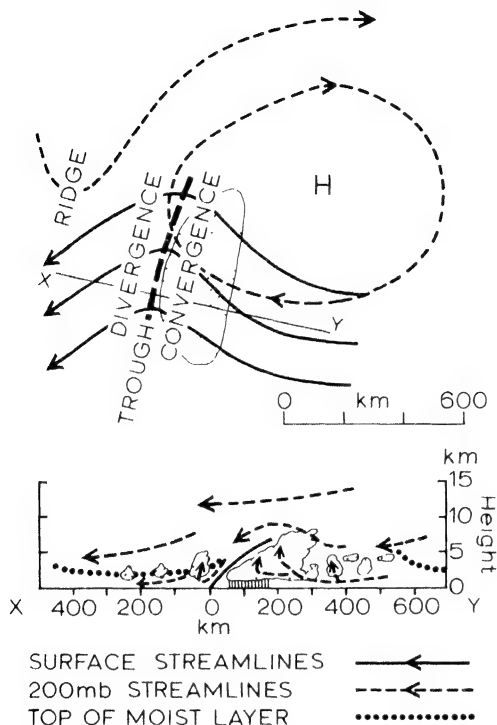 H
RIDGE
DIVERGENCE
CONVERGENCE
TROUGH
X
Y
0 600
km
km
15
10
5
0
Height
X 400 200 0 200 400 600 Y
km
SURFACE STREAMLINES
200mb STREAMLINES
TOP OF MOIST LAYER